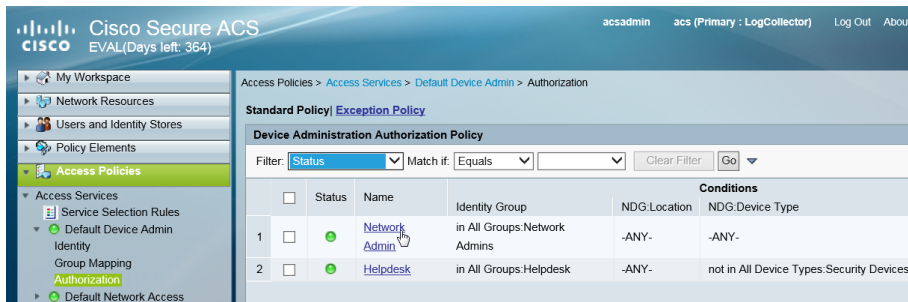 Cisco Secure ACS
CISCO EVAL(Days left: 364)
acsadmin acs (Primary : LogCollector) Log Out Abou
My Workspace
Network Resources
Users and Identity Stores
Policy Elements
Access Policies
Access Services
Service Selection Rules
Default Device Admin
Identity
Group Mapping
Authorization
Default Network Access
Access Policies > Access Services > Default Device Admin > Authorization
Standard Policy| Exception Policy
Device Administration Authorization Policy
Filter: Status Match if: Equals Clear Filter Go
Conditions
Status Name Identity Group NDG:Location NDG:Device Type
1 Network Admin in All Groups:Network Admins -ANY- -ANY-
2 Helpdesk in All Groups:Helpdesk -ANY- not in All Device Types:Security Devices